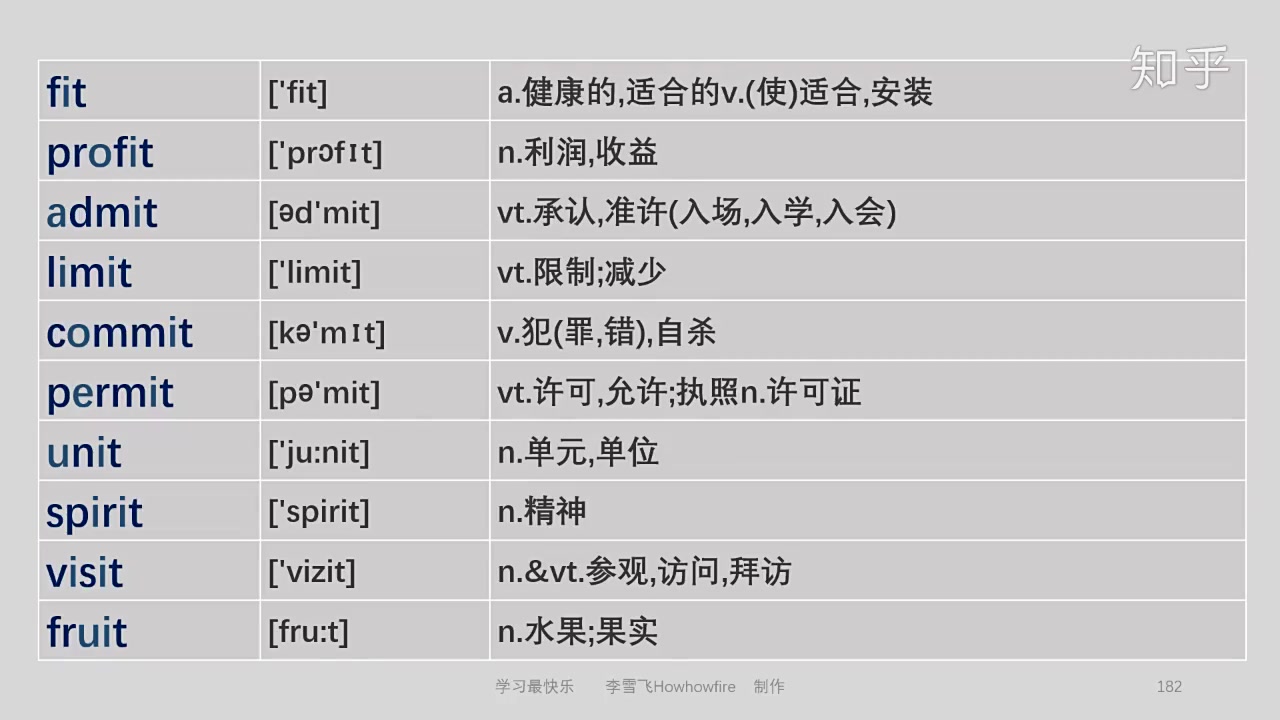 知乎
fit ['fit] a.健康的,适合的v.(使)适合,安装
profit ['prɔfɪt] n.利润,收益
admit [əd'mit] vt.承认,准许(入场,入学,入会)
limit ['limit] vt.限制;减少
commit [kə'mɪt] v.犯(罪,错),自杀
permit [pə'mit] vt.许可,允许;执照n.许可证
unit ['ju:nit] n.单元,单位
spirit ['spirit] n.精神
visit ['vizit] n.&vt.参观,访问,拜访
fruit [fru:t] n.水果;果实
学习最快乐 李雪飞Howhowfire 制作 182